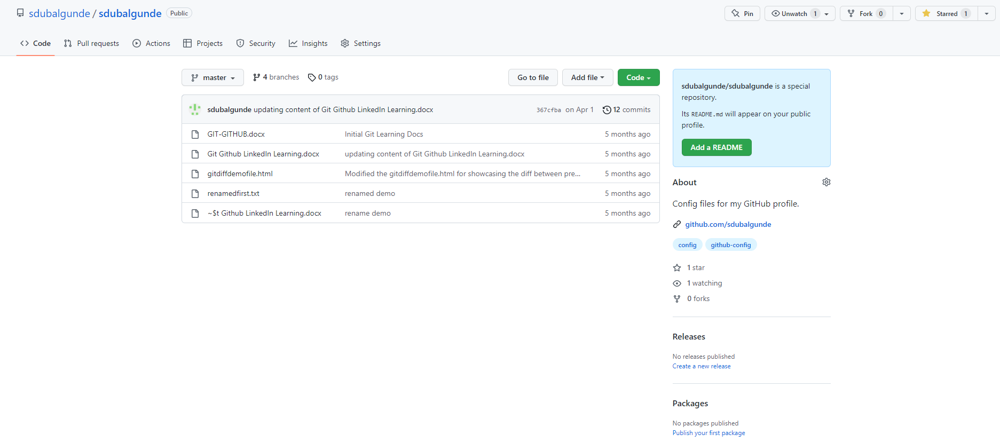 sdubalgunde / sdubalgunde Public
Pin
Unwatch 1
Fork 0
Starred 1
Code Pull requests Actions Projects Security Insights Settings
master 4 branches 0 tags Go to file Add file Code
sdubalgunde updating content of Git Github LinkedIn Learning.docx 367cfba on Apr 1 12 commits
GIT-GITHUB.docx Initial Git Learning Docs 5 months ago
Git Github LinkedIn Learning.docx updating content of Git Github LinkedIn Learning.docx 5 months ago
gitdiffdemofile.html Modified the gitdiffdemofile.html for showcasing the diff between pre... 5 months ago
renamedfirst.txt renamed demo 5 months ago
~$t Github LinkedIn Learning.docx rename demo 5 months ago
sdubalgunde/sdubalgunde is a special
repository.
Its README.md will appear on your public
profile.
Add a README
About
Config files for my GitHub profile.
github.com/sdubalgunde
config github-config
1 star
1 watching
0 forks
Releases
No releases published
Create a new release
Packages
No packages published
Publish your first package